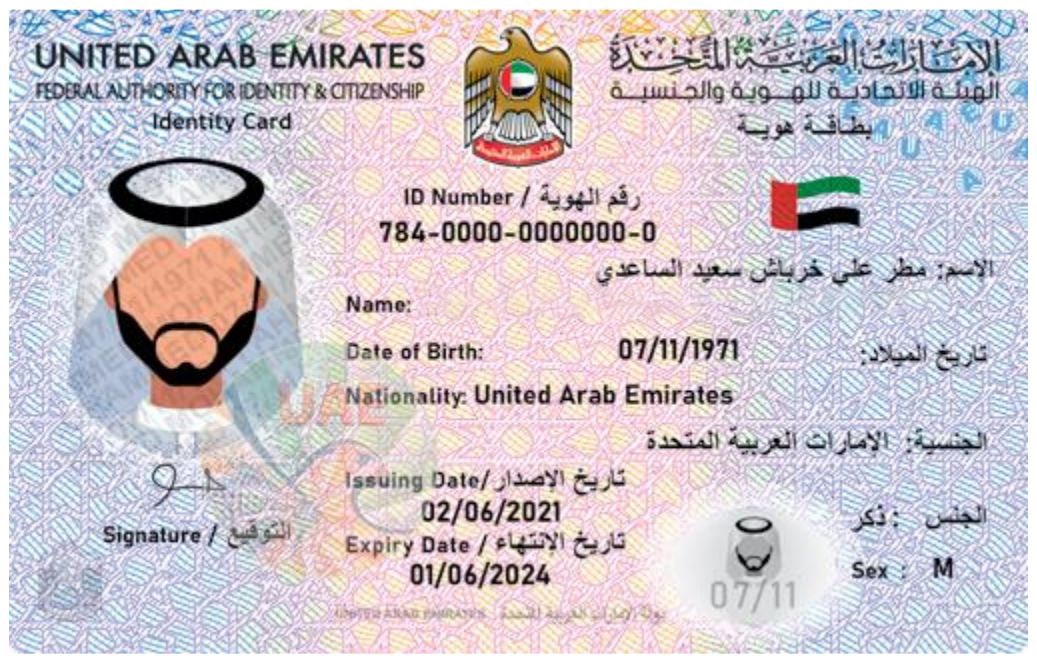 UNITED ARAB EMIRATES
الإمارات العربية المتحدة
FEDERAL AUTHORITY FOR IDENTITY & CITIZENSHIP
الهيئة الاتحادية للهوية والجنسية
Identity Card
بطاقة هوية
ID Number / رقم الهوية
784-0000-0000000-0
الاسم: مطر علي خرباش سعيد الساعدي
Name:
Date of Birth: 07/11/1971 تاريخ الميلاد:
Nationality: United Arab Emirates
الجنسية: الامارات العربية المتحدة
Issuing Date/ تاريخ الإصدار
02/06/2021
Expiry Date / تاريخ الانتهاء
01/06/2024
الجنس : ذكر
Sex : M
Signature / التوقيع
07/11
UAE
UNITED ARAB EMIRATES دولة الإمارات العربية المتحدة